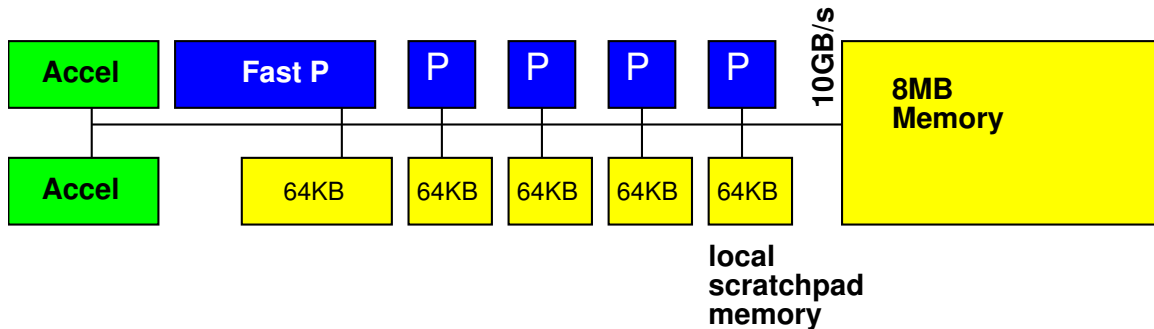 Accel
Fast P
P
P
P
P
10GB/s
8MB
Memory
Accel
64KB
64KB
64KB
64KB
64KB
local
scratchpad
memory